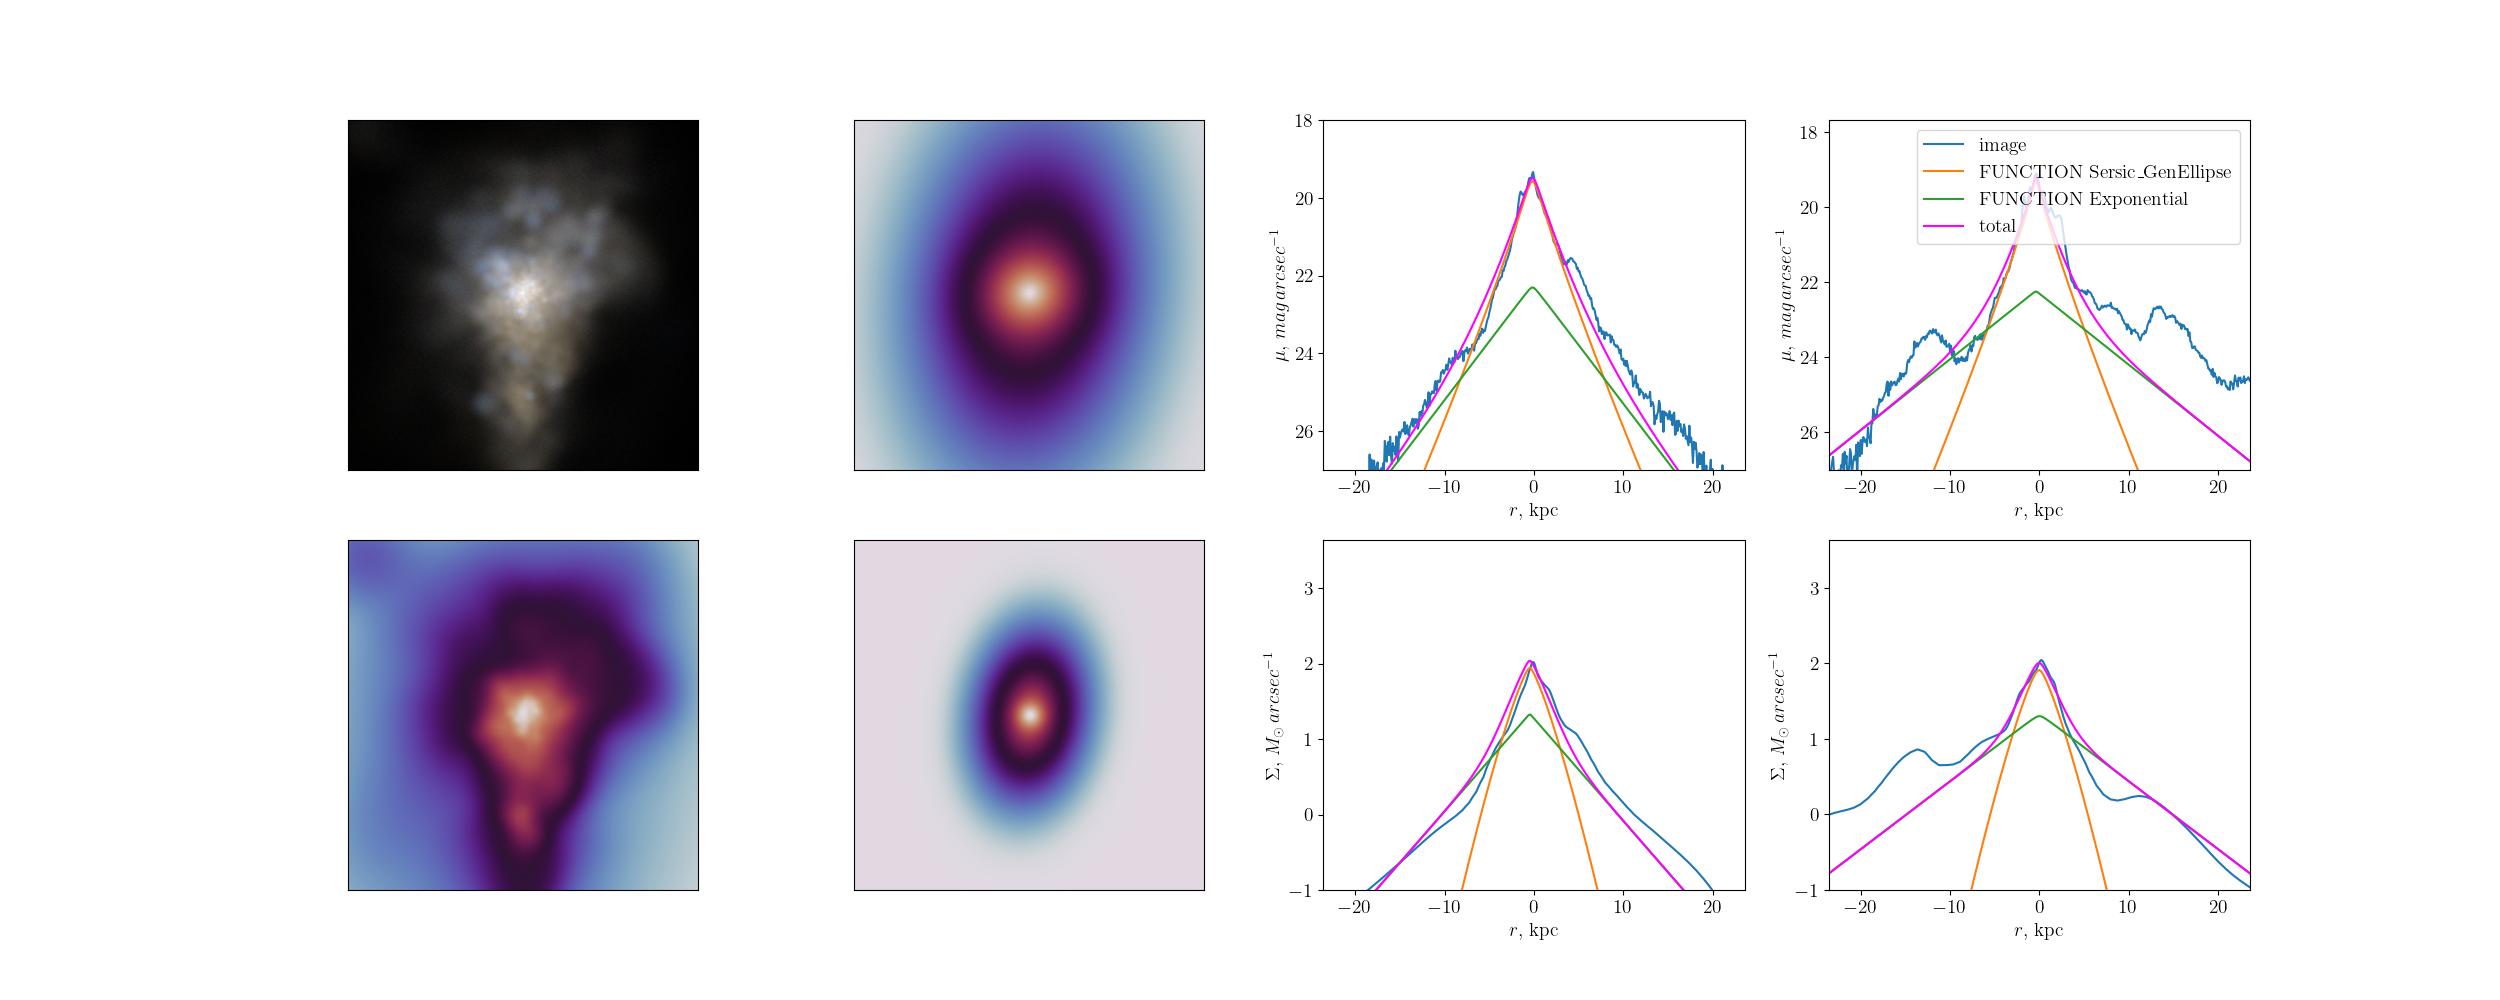 18
20
22
24
26
μ, mag arcsec⁻¹
−20 −10 0 10 20
r, kpc
18
20
22
24
26
μ, mag arcsec⁻¹
image
FUNCTION Sersic_GenEllipse
FUNCTION Exponential
total
−20 −10 0 10 20
r, kpc
3
2
1
0
−1
Σ, M⊙ arcsec⁻¹
−20 −10 0 10 20
r, kpc
3
2
1
0
−1
Σ, M⊙ arcsec⁻¹
−20 −10 0 10 20
r, kpc